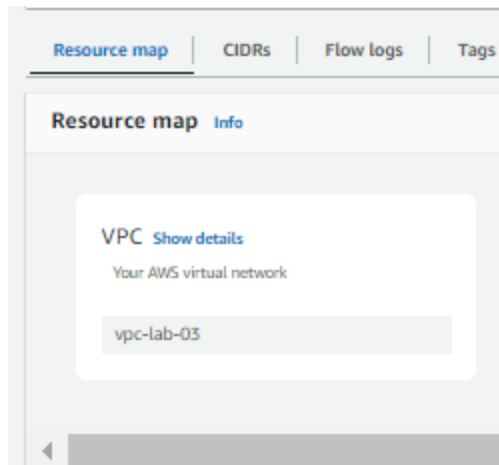 Resource map CIDRs Flow logs Tags
Resource map Info
VPC Show details
Your AWS virtual network
vpc-lab-03